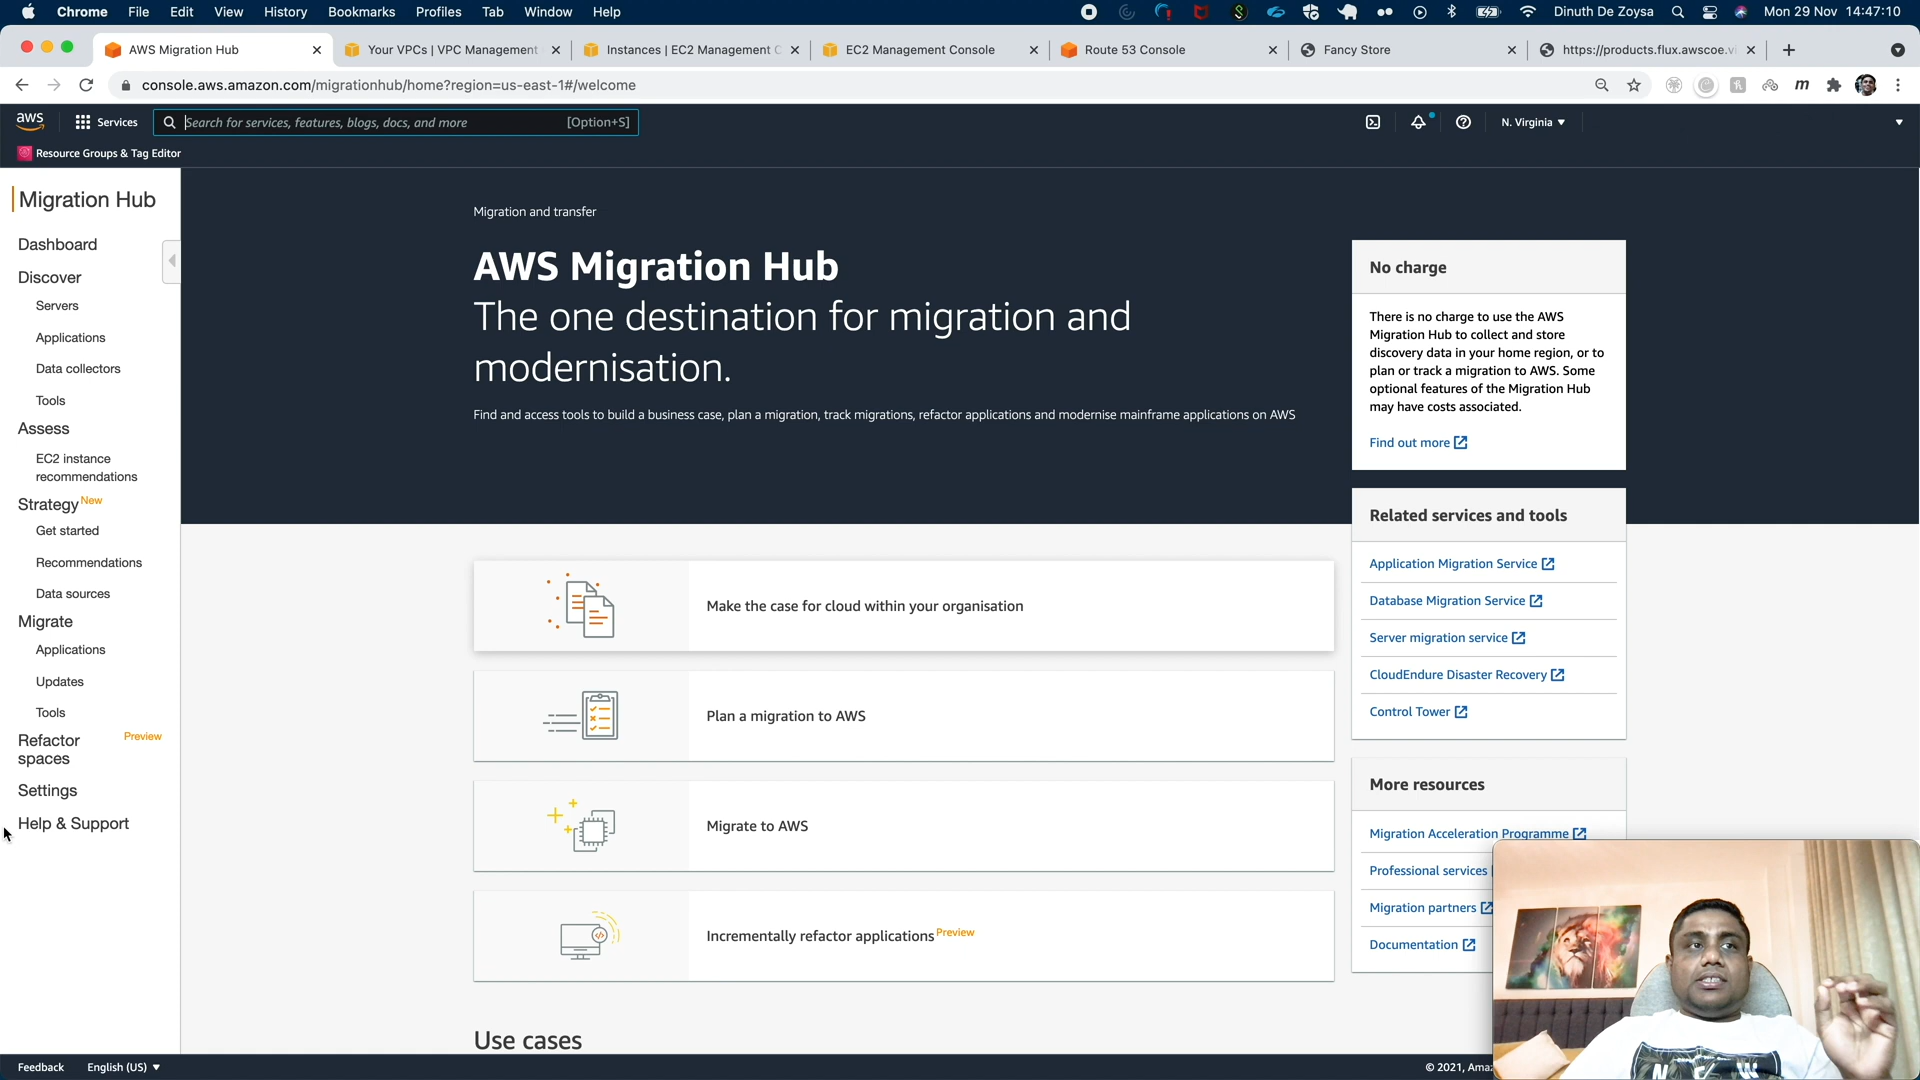 Chrome File Edit View History Bookmarks Profiles Tab Window Help Dinuth De Zoysa Mon 29 Nov 14:47:10
AWS Migration Hub Your VPCs | VPC Management Instances | EC2 Management C EC2 Management Console Route 53 Console Fancy Store https://products.flux.awscoe.vi
console.aws.amazon.com/migrationhub/home?region=us-east-1#/welcome
aws Services Search for services, features, blogs, docs, and more [Option+S] N. Virginia
Resource Groups & Tag Editor
Migration Hub
Dashboard
Discover
Servers
Applications
Data collectors
Tools
Assess
EC2 instance
recommendations
Strategy New
Get started
Recommendations
Data sources
Migrate
Applications
Updates
Tools
Refactor Preview
spaces
Settings
Help & Support
Migration and transfer
AWS Migration Hub
The one destination for migration and
modernisation.
Find and access tools to build a business case, plan a migration, track migrations, refactor applications and modernise mainframe applications on AWS
No charge
There is no charge to use the AWS
Migration Hub to collect and store
discovery data in your home region, or to
plan or track a migration to AWS. Some
optional features of the Migration Hub
may have costs associated.
Find out more
Make the case for cloud within your organisation
Plan a migration to AWS
Migrate to AWS
Incrementally refactor applications Preview
Use cases
Related services and tools
Application Migration Service
Database Migration Service
Server migration service
CloudEndure Disaster Recovery
Control Tower
More resources
Migration Acceleration Programme
Professional services
Migration partners
Documentation
Feedback English (US) © 2021, Amaz